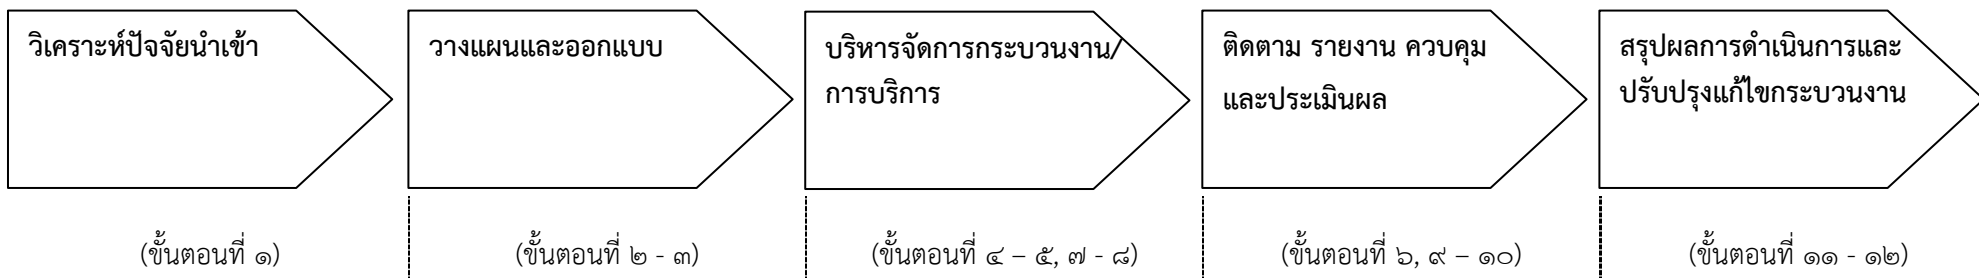 วิเคราะห์ปัจจัยนำเข้า
วางแผนและออกแบบ
บริหารจัดการกระบวนงาน/
การบริการ
ติดตาม รายงาน ควบคุม
และประเมินผล
สรุปผลการดำเนินการและ
ปรับปรุงแก้ไขกระบวนงาน
(ขั้นตอนที่ ๑)
(ขั้นตอนที่ ๒ - ๓)
(ขั้นตอนที่ ๔ – ๕, ๗ - ๘)
(ขั้นตอนที่ ๖, ๙ – ๑๐)
(ขั้นตอนที่ ๑๑ - ๑๒)